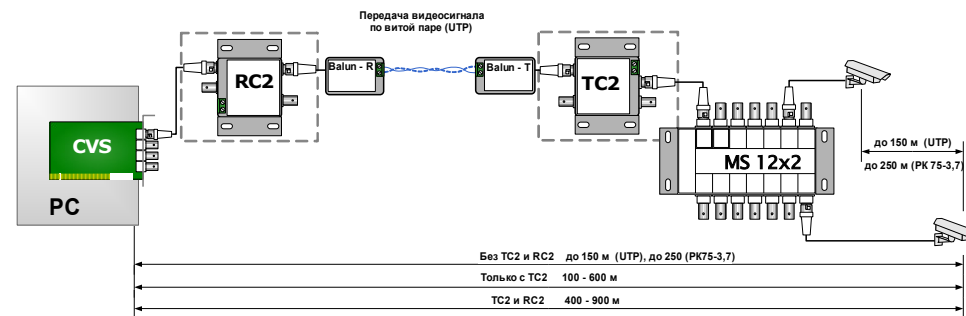 Передача видеосигнала
по витой паре (UTP)
RC2
Balun - R
Balun - T
TC2
CVS
PC
MS 12x2
до 150 м (UTP)
до 250 м (РК 75-3,7)
Без TC2 и RC2 до 150 м (UTP), до 250 (РК75-3,7)
Только с TC2 100 - 600 м
TC2 и RC2 400 - 900 м